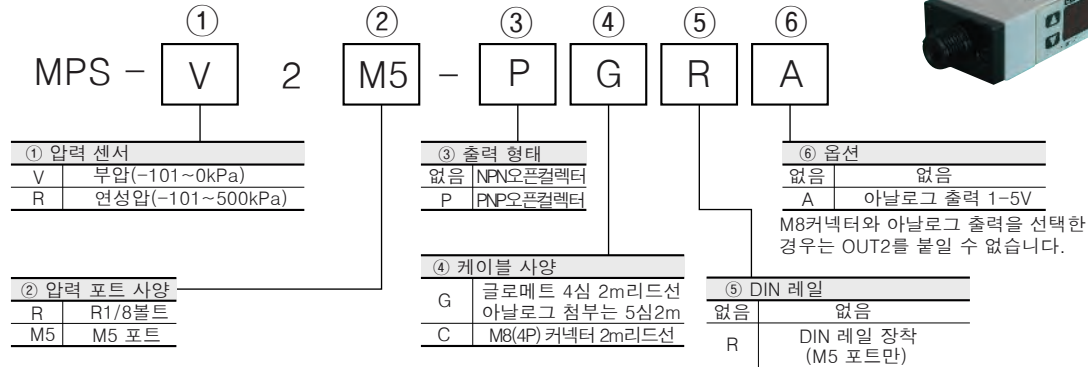 ① ② ③ ④ ⑤ ⑥
MPS - V 2 M5 - P G R A
① 압력 센서
V 부압(-101~0kPa)
R 연성압(-101~500kPa)
② 압력 포트 사양
R R1/8볼트
M5 M5 포트
③ 출력 형태
없음 NPN오픈컬렉터
P PNP오픈컬렉터
④ 케이블 사양
G 글로메트 4심 2m리드선
아날로그 첨부는 5심2m
C M8(4P) 커넥터 2m리드선
⑤ DIN 레일
없음 없음
R DIN 레일 장착
(M5 포트만)
⑥ 옵션
없음 없음
A 아날로그 출력 1-5V
M8커넥터와 아날로그 출력을 선택한
경우는 OUT2를 붙일 수 없습니다.